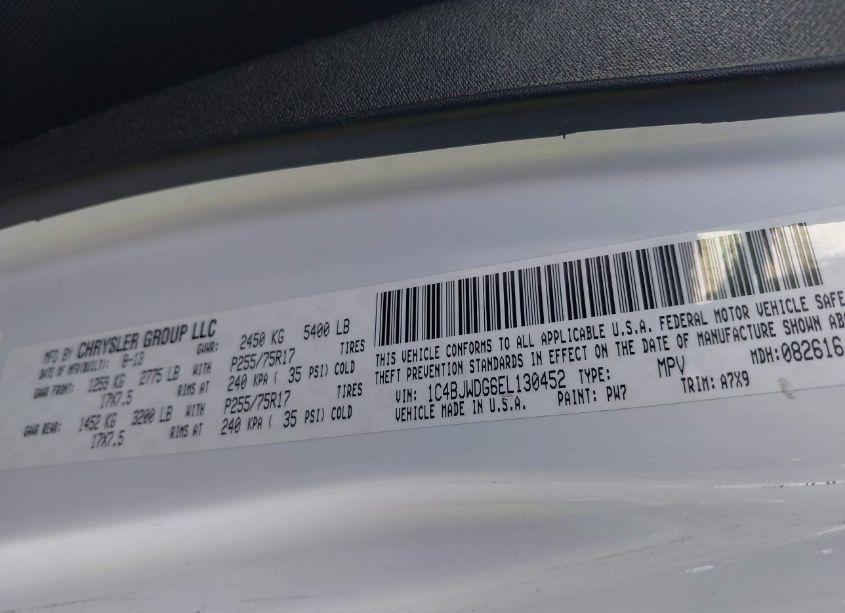 MFD BY CHRYSLER GROUP LLC
DATE OF MFR(BUILT): 8-13 GVWR: 2450 KG 5400 LB
GAWR FRONT: 1259 KG 2775 LB WITH P255/75R17 TIRES
17X7.5 RIMS AT 240 KPA ( 35 PSI) COLD
GAWR REAR: 1452 KG 3200 LB WITH P255/75R17 TIRES
17X7.5 RIMS AT 240 KPA ( 35 PSI) COLD
THIS VEHICLE CONFORMS TO ALL APPLICABLE U.S.A. FEDERAL MOTOR VEHICLE SAFE
THEFT PREVENTION STANDARDS IN EFFECT ON THE DATE OF MANUFACTURE SHOWN ABO
VIN: 1C4BJWDG6EL130452 TYPE: MPV MDH:082616
VEHICLE MADE IN U.S.A. PAINT: PW7 TRIM: A7X9